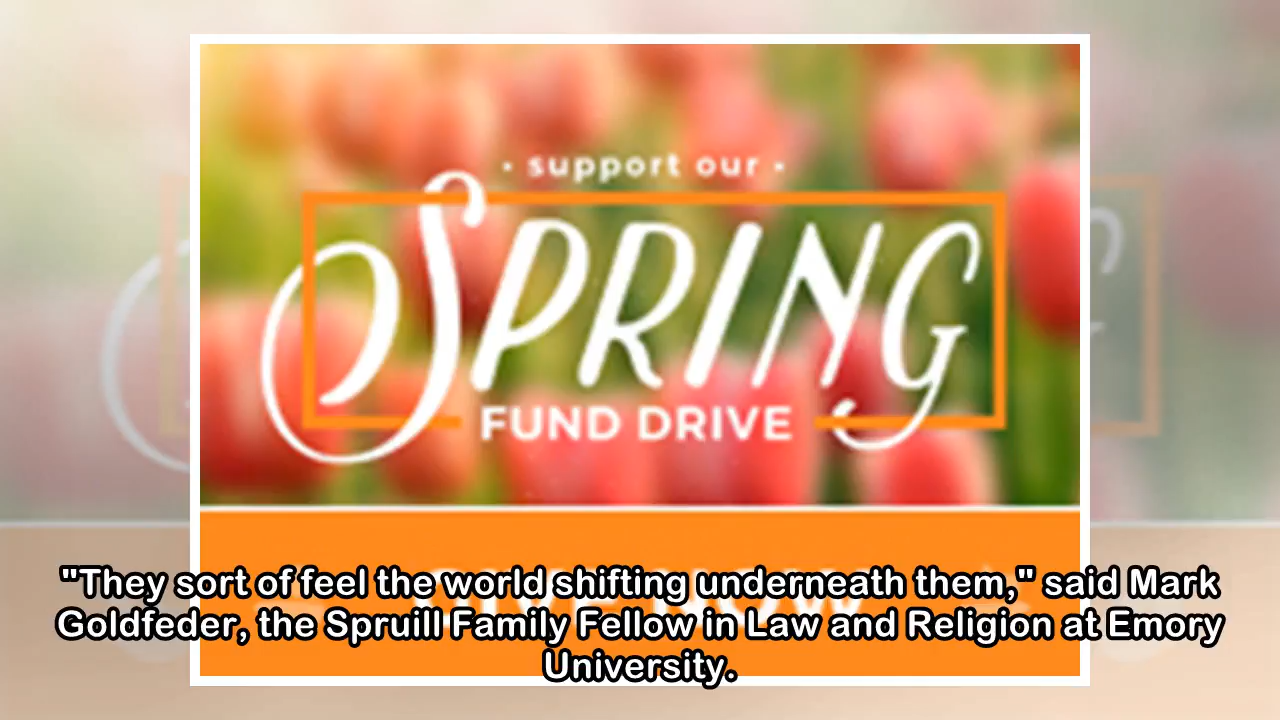 • support our •
SPRING
FUND DRIVE
"They sort of feel the world shifting underneath them," said Mark
Goldfeder, the Spruill Family Fellow in Law and Religion at Emory
University.